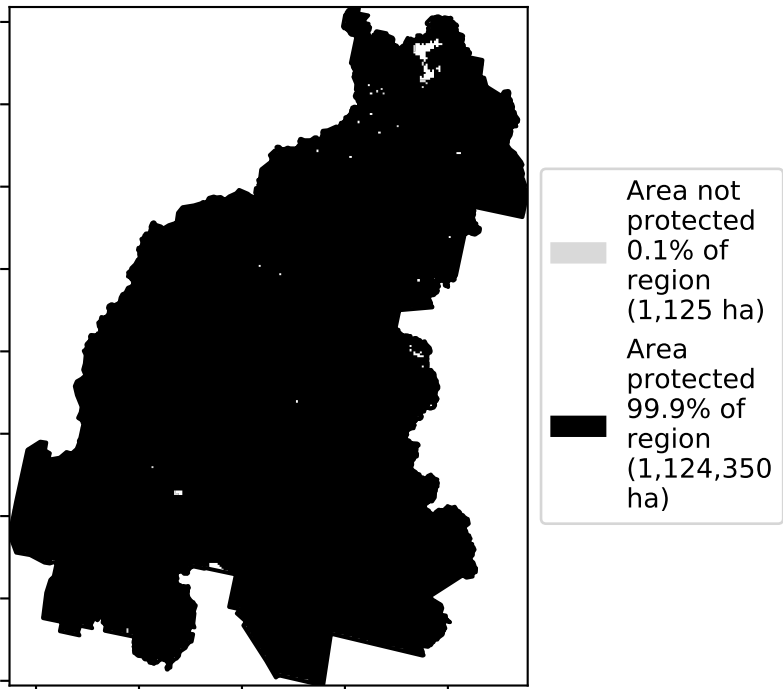 Area not
protected
0.1% of
region
(1,125 ha)
Area
protected
99.9% of
region
(1,124,350
ha)